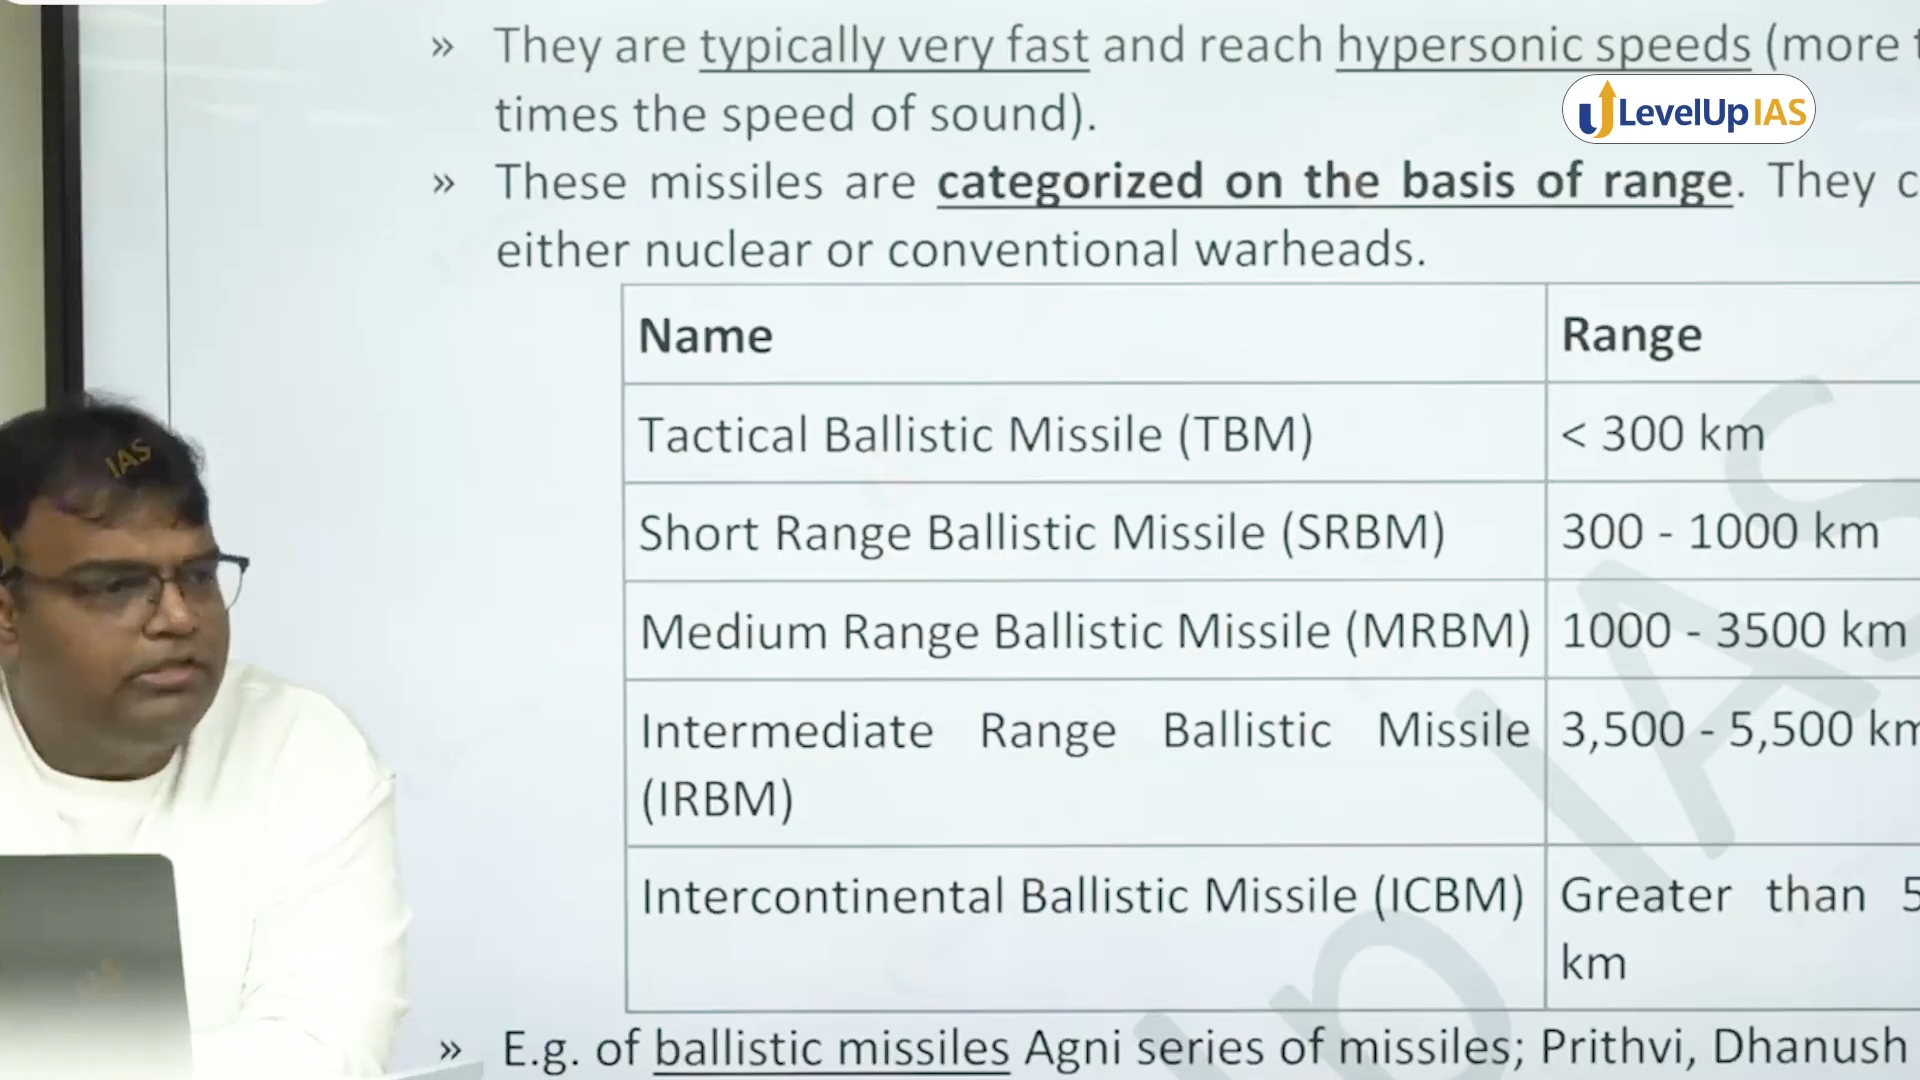 » They are typically very fast and reach hypersonic speeds (more
times the speed of sound).
LevelUp IAS
» These missiles are categorized on the basis of range. They
either nuclear or conventional warheads.
Name Range
Tactical Ballistic Missile (TBM) < 300 km
Short Range Ballistic Missile (SRBM) 300 - 1000 km
Medium Range Ballistic Missile (MRBM) 1000 - 3500 km
Intermediate Range Ballistic Missile 3,500 - 5,500 km
(IRBM)
Intercontinental Ballistic Missile (ICBM) Greater than 5
km
» E.g. of ballistic missiles Agni series of missiles; Prithvi, Dhanush
IAS
p IAS